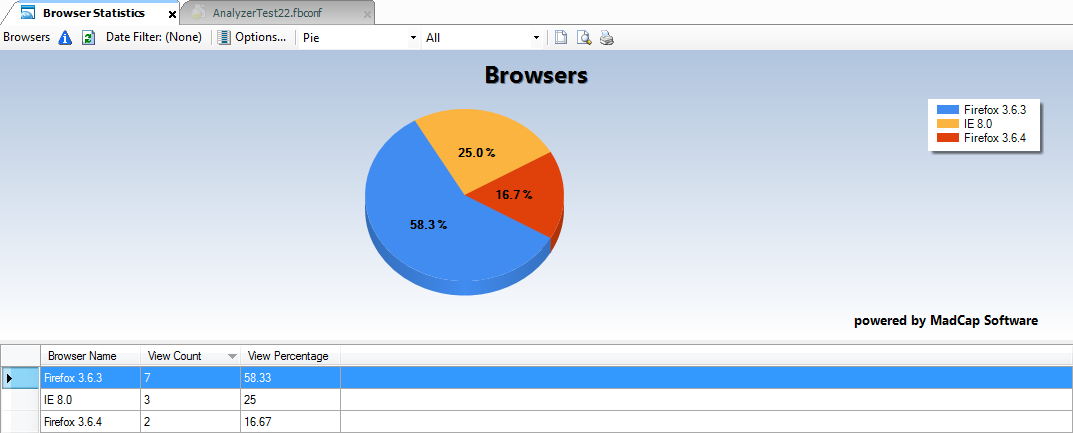 Browser Statistics AnalyzerTest22.fbconf
Browsers Date Filter: (None) Options... Pie All
Browsers
Firefox 3.6.3
IE 8.0
Firefox 3.6.4
25.0 %
16.7 %
58.3 %
powered by MadCap Software
Browser Name View Count View Percentage
Firefox 3.6.3 7 58.33
IE 8.0 3 25
Firefox 3.6.4 2 16.67